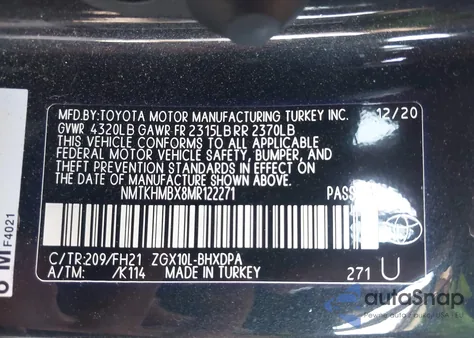 MFD.BY:TOYOTA MOTOR MANUFACTURING TURKEY INC. 12/20
GVWR 4320LB GAWR FR 2315LB RR 2370LB
THIS VEHICLE CONFORMS TO ALL APPLICABLE
FEDERAL MOTOR VEHICLE SAFETY, BUMPER, AND
THEFT PREVENTION STANDARDS IN EFFECT ON
THE DATE OF MANUFACTURE SHOWN ABOVE.
NMTKHMBX8MR122271 PASS
C/TR:209/FH21 ZGX10L-BHXDPA
A/TM: /K114 MADE IN TURKEY 271 U
F4021
M
autoSnap